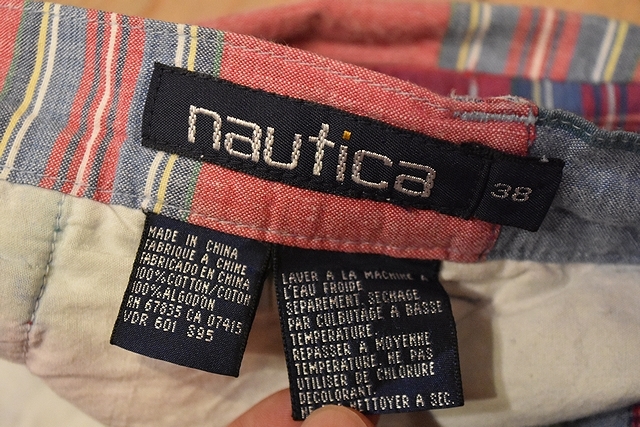 nautica
38
MADE IN CHINA
FABRIQUE A CHINE
FABRICADO EN CHINA
100%COTTON/COTON
100%ALGODON
RN 67835 CA 07415
VDR 601 S95
LAVER A LA MACHINE A
L'EAU FROIDE
SEPAREMENT. SECHAGE
PAR CULBUTAGE A BASSE
TEMPERATURE.
REPASSER A MOYENNE
TEMPERATURE. NE PAS
UTILISER DE CHLORURE
DECOLORANT.
NETTOYER A SEC.